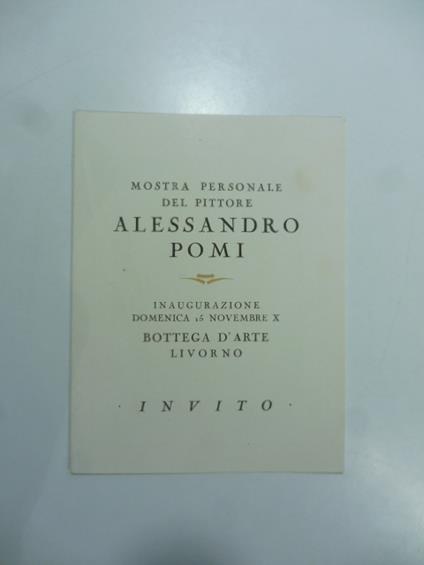 MOSTRA PERSONALE
DEL PITTORE
ALESSANDRO
POMI
INAUGURAZIONE
DOMENICA 15 NOVEMBRE X
BOTTEGA D'ARTE
LIVORNO
· INVITO ·